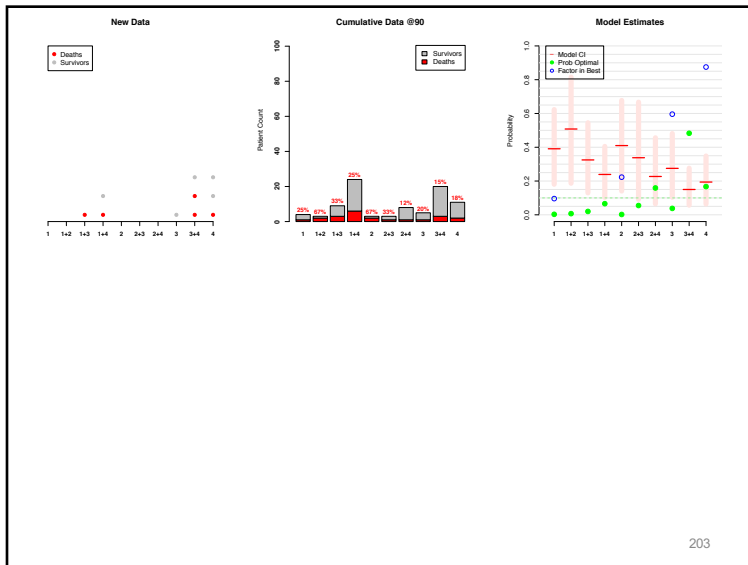 New Data
Deaths
Survivors
1 1+2 1+3 1+4 2 2+3 2+4 3 3+4 4
Cumulative Data @90
Patient Count
100
80
60
40
20
0
Survivors
Deaths
25% 67% 33% 25% 67% 33% 12% 20% 15% 18%
1 1+2 1+3 1+4 2 2+3 2+4 3 3+4 4
Model Estimates
Probability
1.0
0.8
0.6
0.4
0.2
0.0
Model CI
Prob Optimal
Factor in Best
1 1+2 1+3 1+4 2 2+3 2+4 3 3+4 4
203